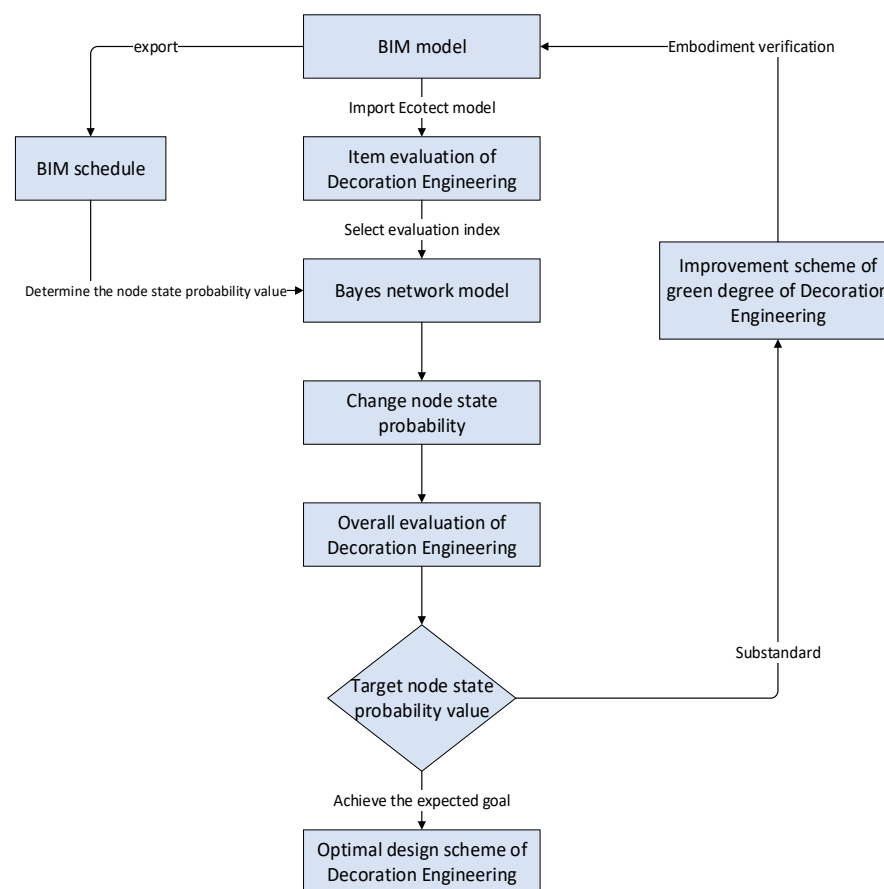 export
BIM model
Embodiment verification
Import Ecotect model
BIM schedule
Item evaluation of
Decoration Engineering
Select evaluation index
Determine the node state probability value
Bayes network model
Improvement scheme of
green degree of Decoration
Engineering
Change node state
probability
Overall evaluation of
Decoration Engineering
Substandard
Target node state
probability value
Achieve the expected goal
Optimal design scheme of
Decoration Engineering